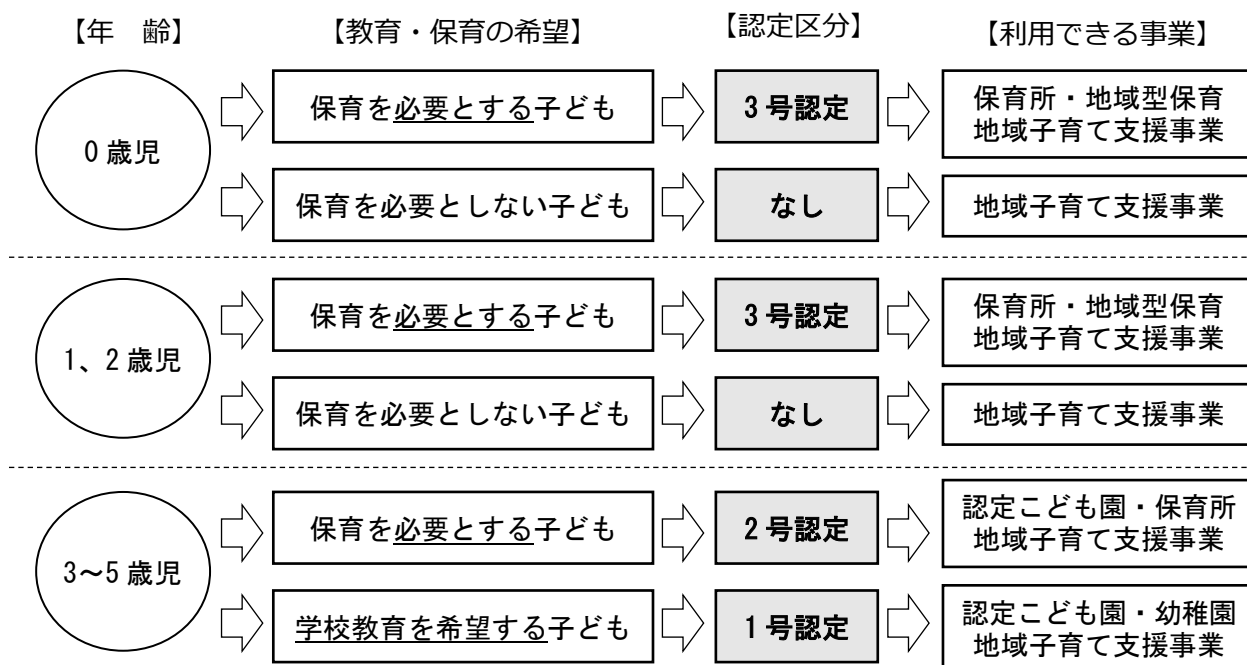 【年　齢】
【教育・保育の希望】
【認定区分】
【利用できる事業】
0歳児
保育を必要とする子ども
3号認定
保育所・地域型保育
地域子育て支援事業
保育を必要としない子ども
なし
地域子育て支援事業
1、2歳児
保育を必要とする子ども
3号認定
保育所・地域型保育
地域子育て支援事業
保育を必要としない子ども
なし
地域子育て支援事業
3～5歳児
保育を必要とする子ども
2号認定
認定こども園・保育所
地域子育て支援事業
学校教育を希望する子ども
1号認定
認定こども園・幼稚園
地域子育て支援事業